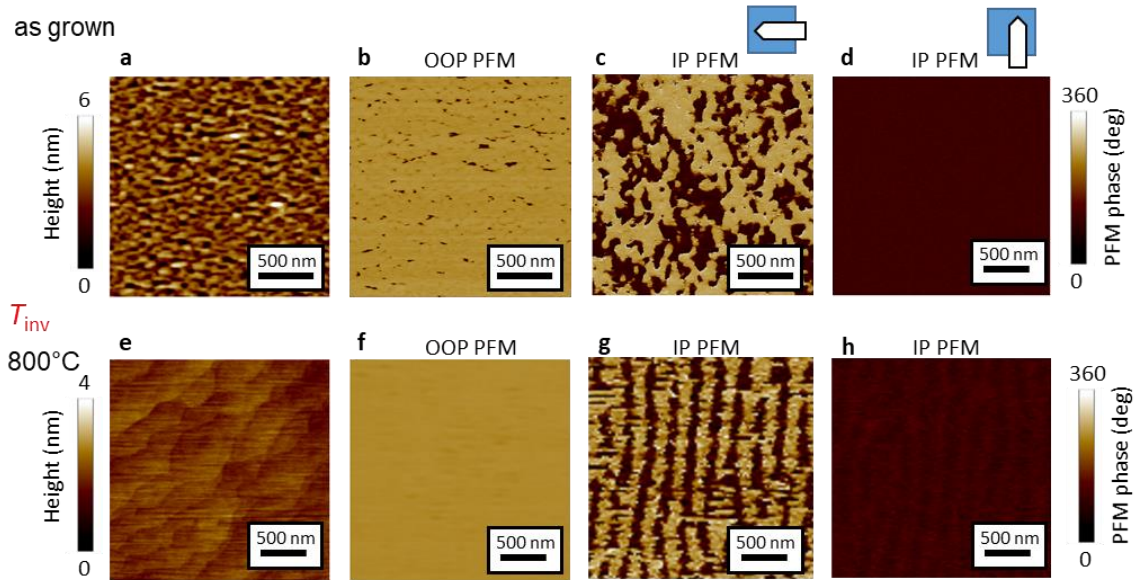 as grown
a
b
OOP PFM
c
IP PFM
d
IP PFM
6
0
Height (nm)
500 nm
500 nm
500 nm
500 nm
360
0
PFM phase (deg)
Tinv
800°C
e
f
OOP PFM
g
IP PFM
h
IP PFM
4
0
Height (nm)
500 nm
500 nm
500 nm
500 nm
360
0
PFM phase (deg)